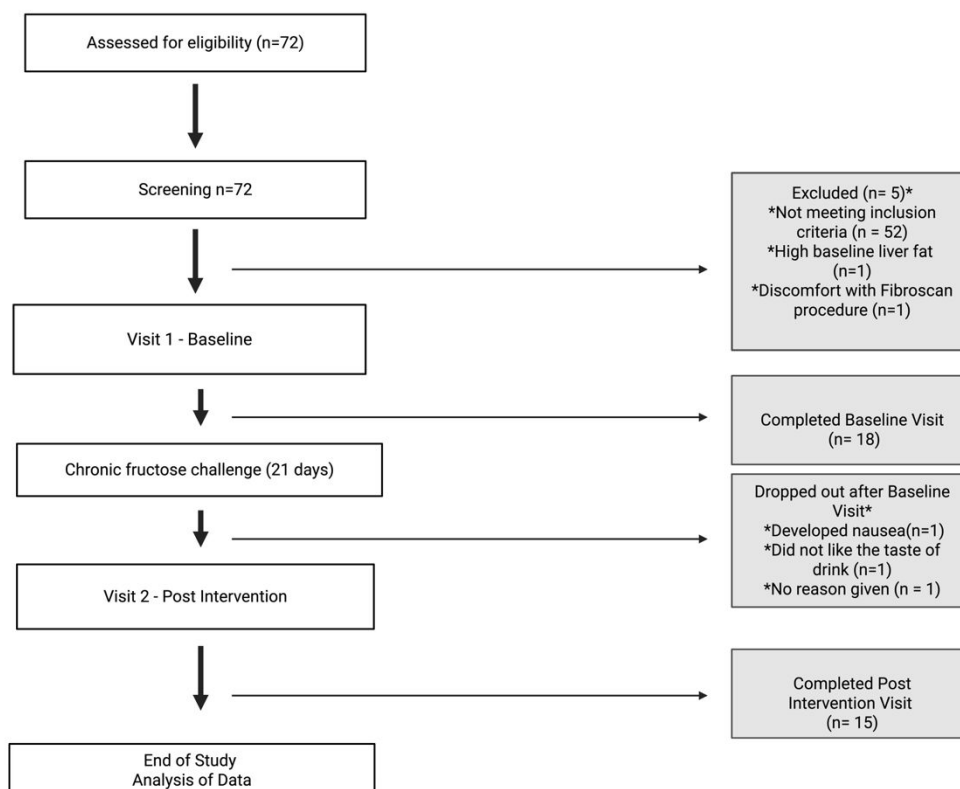 Assessed for eligibility (n=72)
Screening n=72
Excluded (n= 5)*
*Not meeting inclusion
criteria (n = 52)
*High baseline liver fat
(n=1)
*Discomfort with Fibroscan
procedure (n=1)
Visit 1 - Baseline
Completed Baseline Visit
(n= 18)
Chronic fructose challenge (21 days)
Dropped out after Baseline
Visit*
*Developed nausea(n=1)
*Did not like the taste of
drink (n=1)
*No reason given (n = 1)
Visit 2 - Post Intervention
Completed Post
Intervention Visit
(n= 15)
End of Study
Analysis of Data